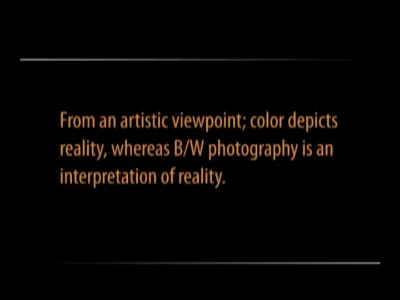 From an artistic viewpoint; color depicts
reality, whereas B/W photography is an
interpretation of reality.